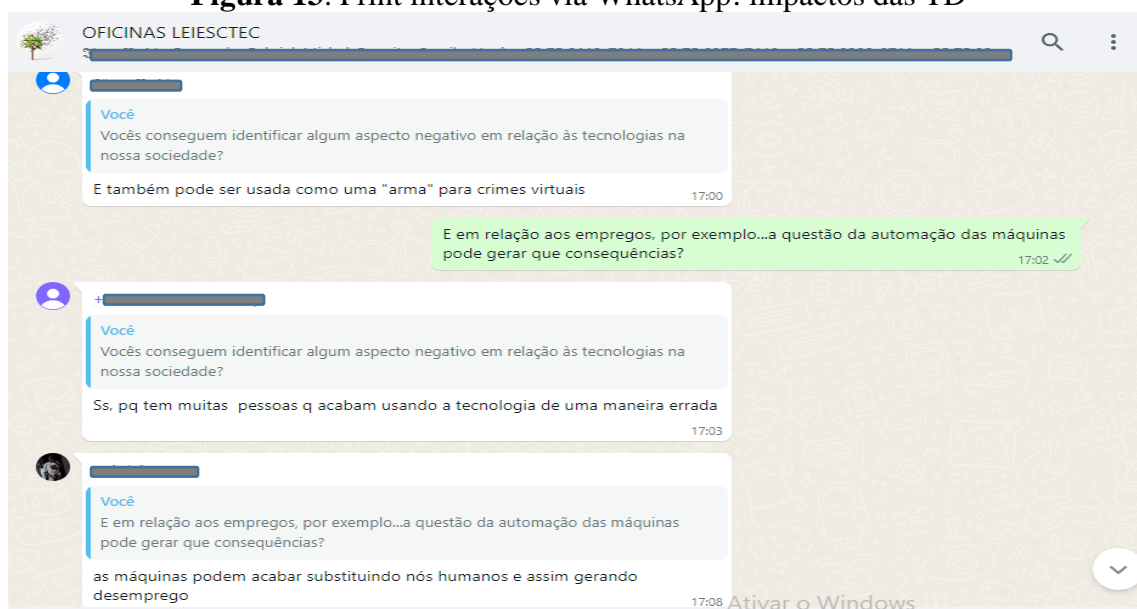 Figura 15: Print interações via WhatsApp: impactos das TD
OFICINAS LEIESCTEC
Você
Vocês conseguem identificar algum aspecto negativo em relação às tecnologias na
nossa sociedade?
E também pode ser usada como uma "arma" para crimes virtuais
17:00
E em relação aos empregos, por exemplo...a questão da automação das máquinas
pode gerar que consequências?
17:02
+
Você
Vocês conseguem identificar algum aspecto negativo em relação às tecnologias na
nossa sociedade?
Ss, pq tem muitas pessoas q acabam usando a tecnologia de uma maneira errada
17:03
Você
E em relação aos empregos, por exemplo...a questão da automação das máquinas
pode gerar que consequências?
as máquinas podem acabar substituindo nós humanos e assim gerando
desemprego
17:08
Ativar o Windows